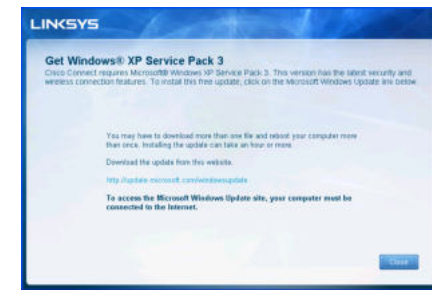 LINKSYS
Get Windows® XP Service Pack 3
Cisco Connect requires Microsoft® Windows XP Service Pack 3. This version has the latest security and
wireless connection features. To install this free update, click on the Microsoft Windows Update link below.
You may have to download more than one file and reboot your computer more
than once. Installing the update can take an hour or more.
Download the update from this website.
http://update.microsoft.com/windowsupdate
To access the Microsoft Windows Update site, your computer must be
connected to the Internet.
Close